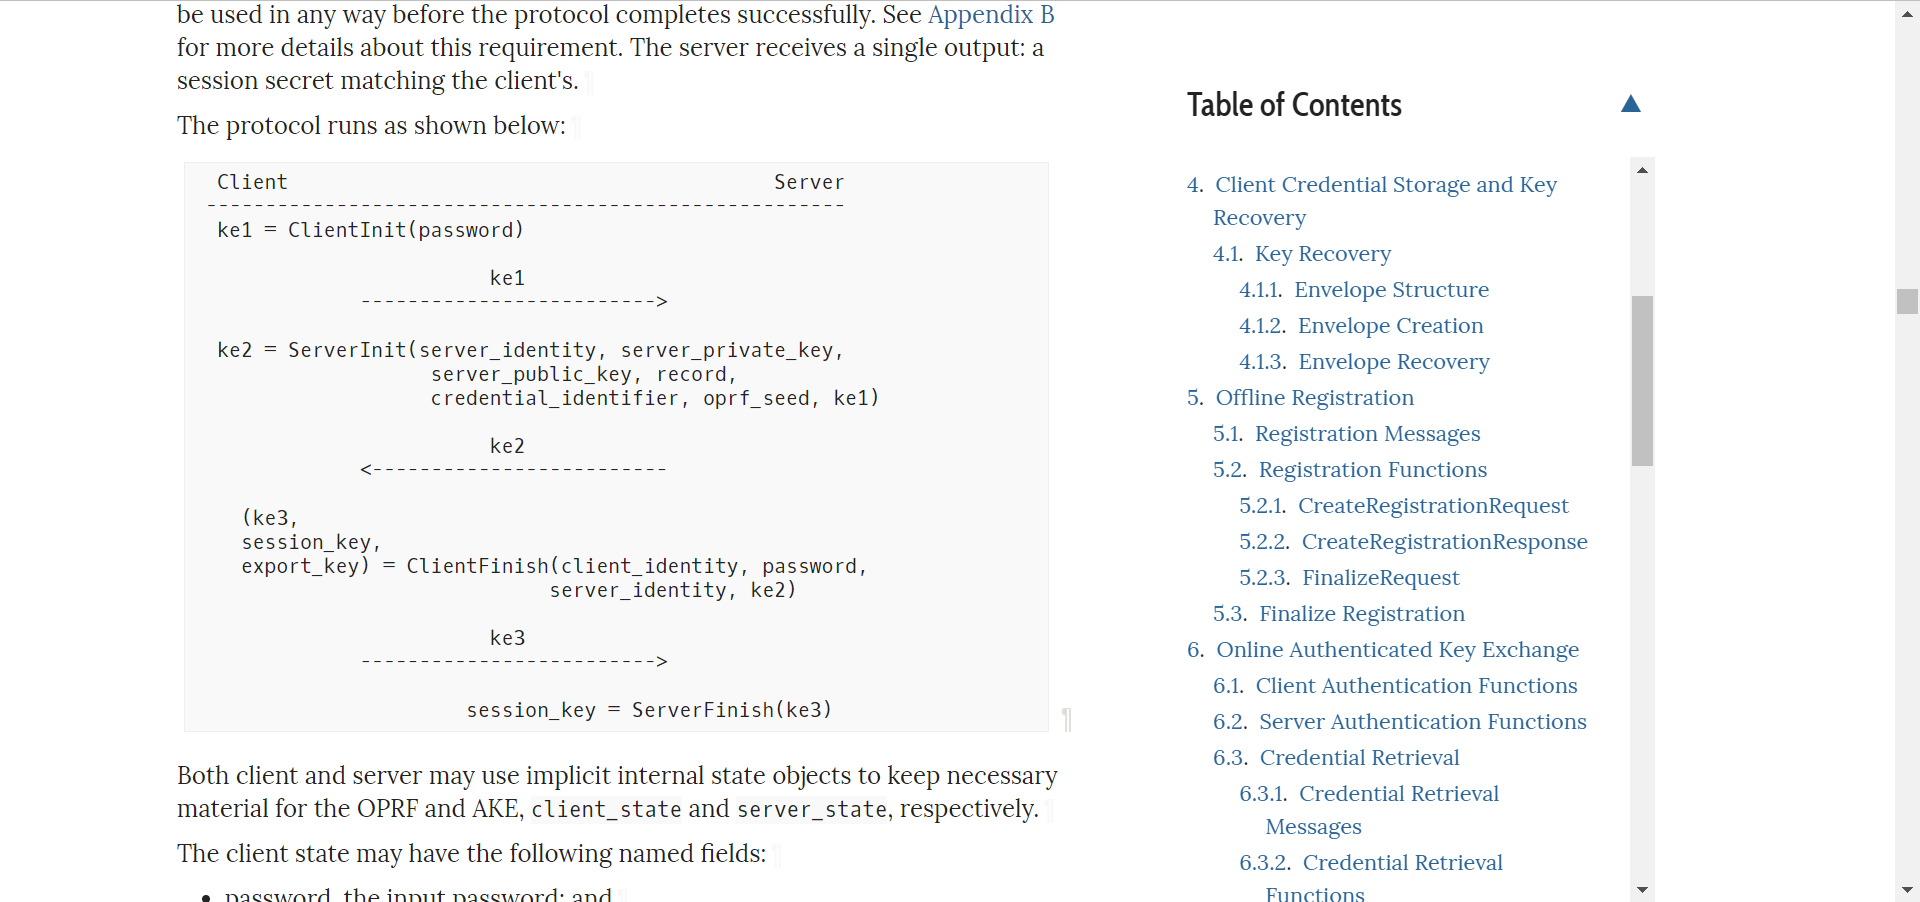 be used in any way before the protocol completes successfully. See Appendix B
for more details about this requirement. The server receives a single output: a
session secret matching the client's. ¶
The protocol runs as shown below: ¶
Client                                         Server
------------------------------------------------------
ke1 = ClientInit(password)
ke1
------------------------->
ke2 = ServerInit(server_identity, server_private_key,
server_public_key, record,
credential_identifier, oprf_seed, ke1)
ke2
<-------------------------
(ke3,
session_key,
export_key) = ClientFinish(client_identity, password,
server_identity, ke2)
ke3
------------------------->
session_key = ServerFinish(ke3)
¶
Both client and server may use implicit internal state objects to keep necessary
material for the OPRF and AKE, client_state and server_state, respectively. ¶
The client state may have the following named fields: ¶
• password, the input password; and ¶
Table of Contents ▲
4. Client Credential Storage and Key
Recovery
4.1. Key Recovery
4.1.1. Envelope Structure
4.1.2. Envelope Creation
4.1.3. Envelope Recovery
5. Offline Registration
5.1. Registration Messages
5.2. Registration Functions
5.2.1. CreateRegistrationRequest
5.2.2. CreateRegistrationResponse
5.2.3. FinalizeRequest
5.3. Finalize Registration
6. Online Authenticated Key Exchange
6.1. Client Authentication Functions
6.2. Server Authentication Functions
6.3. Credential Retrieval
6.3.1. Credential Retrieval
Messages
6.3.2. Credential Retrieval
Functions